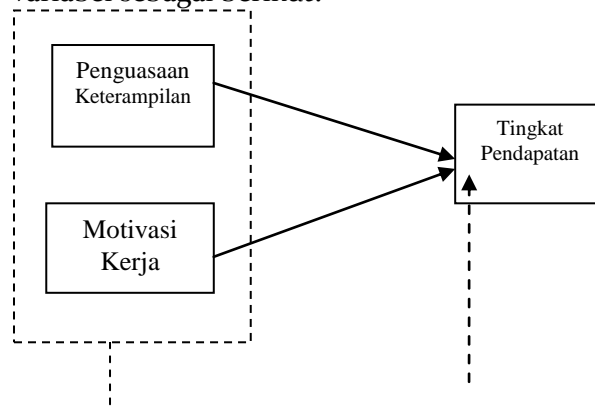 variabel sebagai berikut:
Penguasaan
Keterampilan
Tingkat
Pendapatan
Motivasi
Kerja